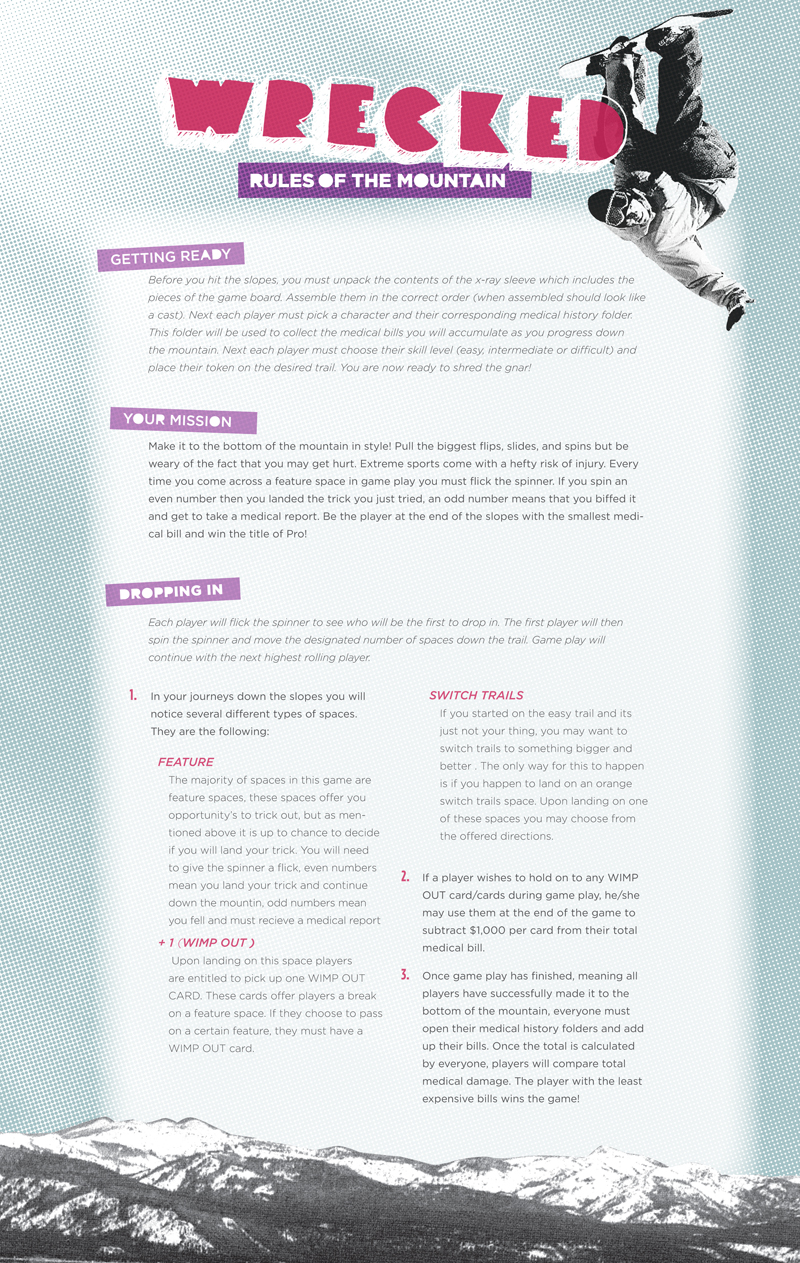 WRECKED
RULES OF THE MOUNTAIN
GETTING READY
Before you hit the slopes, you must unpack the contents of the x-ray sleeve which includes the
pieces of the game board. Assemble them in the correct order (when assembled should look like
a cast). Next each player must pick a character and their corresponding medical history folder.
This folder will be used to collect the medical bills you will accumulate as you progress down
the mountain. Next each player must choose their skill level (easy, intermediate or difficult) and
place their token on the desired trail. You are now ready to shred the gnar!
YOUR MISSION
Make it to the bottom of the mountain in style! Pull the biggest flips, slides, and spins but be
weary of the fact that you may get hurt. Extreme sports come with a hefty risk of injury. Every
time you come across a feature space in game play you must flick the spinner. If you spin an
even number then you landed the trick you just tried, an odd number means that you biffed it
and get to take a medical report. Be the player at the end of the slopes with the smallest medi-
cal bill and win the title of Pro!
DROPPING IN
Each player will flick the spinner to see who will be the first to drop in. The first player will then
spin the spinner and move the designated number of spaces down the trail. Game play will
continue with the next highest rolling player.
1. In your journeys down the slopes you will
notice several different types of spaces.
They are the following:
FEATURE
The majority of spaces in this game are
feature spaces, these spaces offer you
opportunity's to trick out, but as men-
tioned above it is up to chance to decide
if you will land your trick. You will need
to give the spinner a flick, even numbers
mean you land your trick and continue
down the mountin, odd numbers mean
you fell and must recieve a medical report
+ 1 (WIMP OUT )
Upon landing on this space players
are entitled to pick up one WIMP OUT
CARD. These cards offer players a break
on a feature space. If they choose to pass
on a certain feature, they must have a
WIMP OUT card.
SWITCH TRAILS
If you started on the easy trail and its
just not your thing, you may want to
switch trails to something bigger and
better . The only way for this to happen
is if you happen to land on an orange
switch trails space. Upon landing on one
of these spaces you may choose from
the offered directions.
2. If a player wishes to hold on to any WIMP
OUT card/cards during game play, he/she
may use them at the end of the game to
subtract $1,000 per card from their total
medical bill.
3. Once game play has finished, meaning all
players have successfully made it to the
bottom of the mountain, everyone must
open their medical history folders and add
up their bills. Once the total is calculated
by everyone, players will compare total
medical damage. The player with the least
expensive bills wins the game!